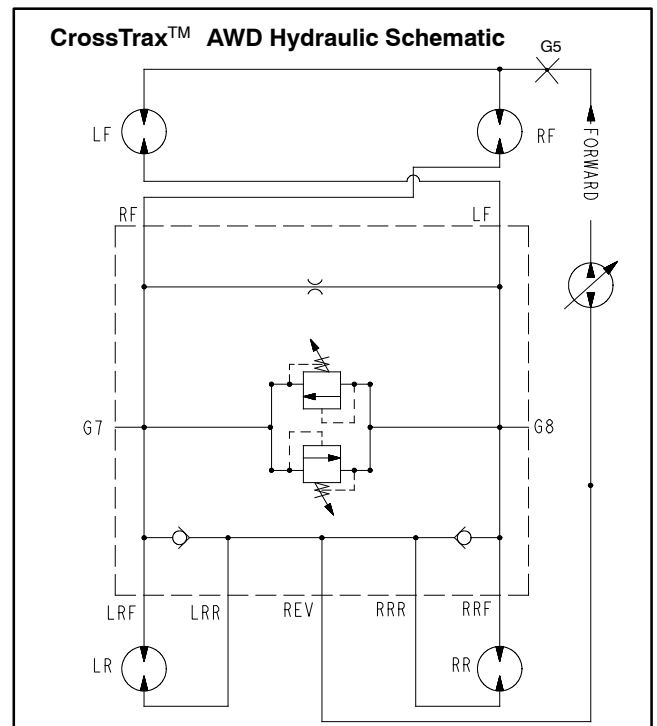 CrossTrax™ AWD Hydraulic Schematic
G5
LF
RF
FORWARD
RF
LF
G7
G8
LRF
LRR
REV
RRR
RRF
LR
RR